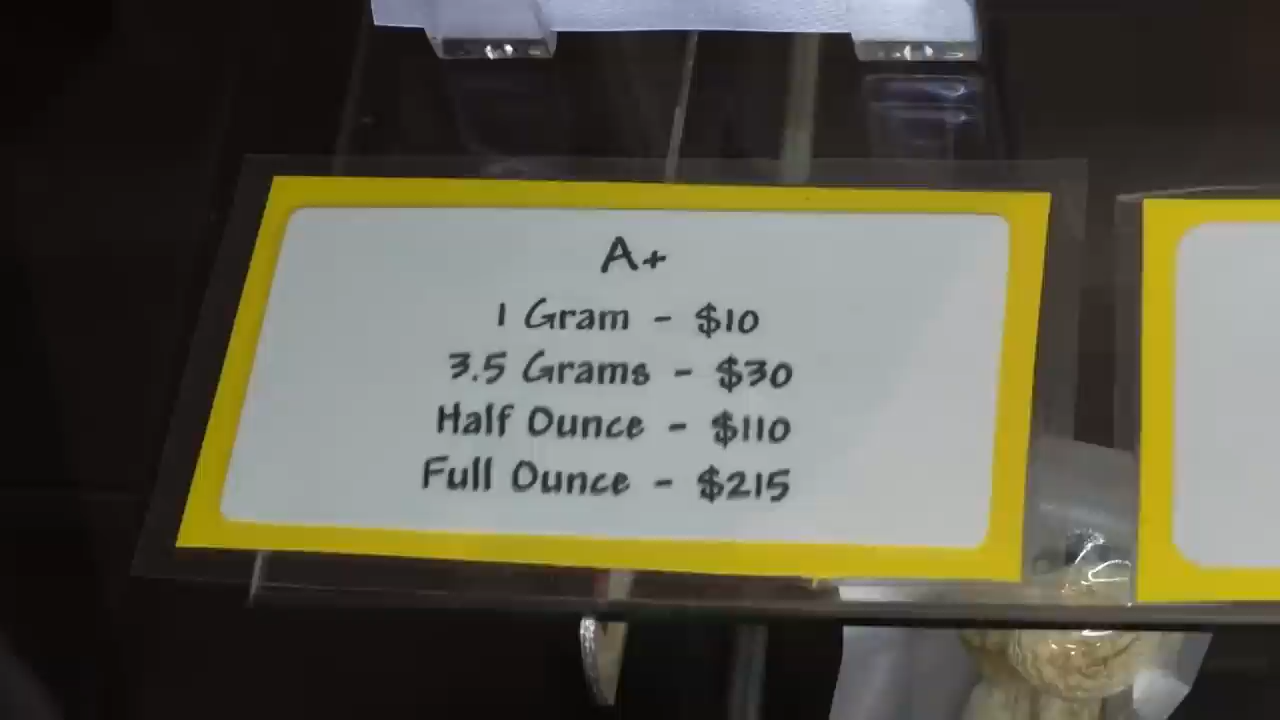 A+
1 Gram - $10
3.5 Grams - $30
Half Ounce - $110
Full Ounce - $215